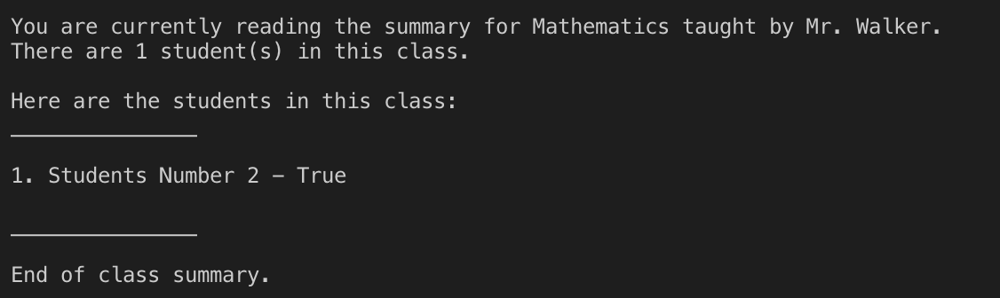 You are currently reading the summary for Mathematics taught by Mr. Walker.
There are 1 student(s) in this class.
Here are the students in this class:
_______________
1. Students Number 2 – True
_______________
End of class summary.